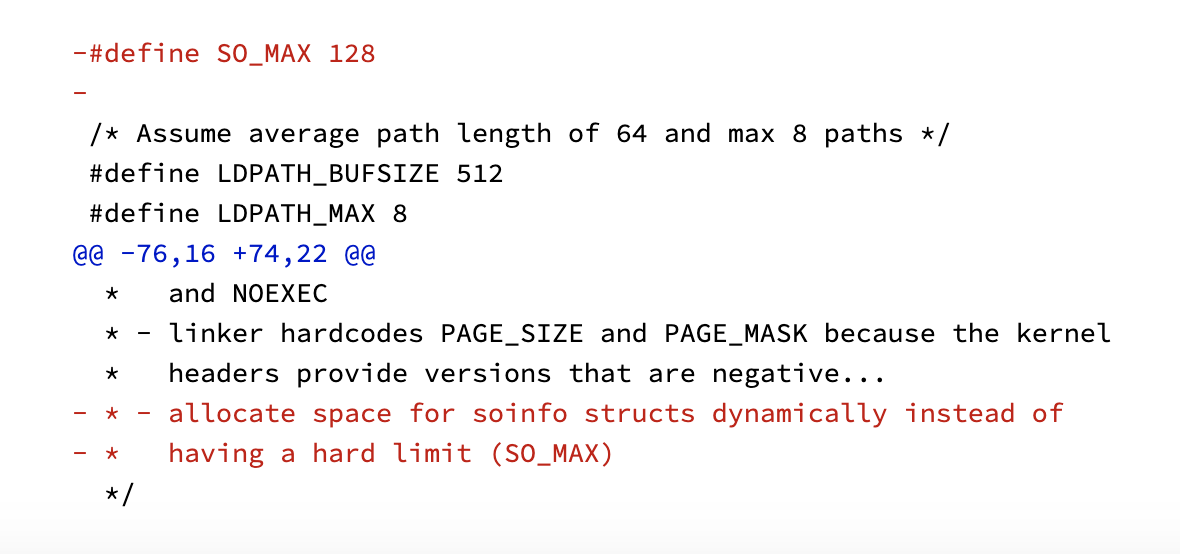 -#define SO_MAX 128
-
 /* Assume average path length of 64 and max 8 paths */
 #define LDPATH_BUFSIZE 512
 #define LDPATH_MAX 8
@@ -76,16 +74,22 @@
  *   and NOEXEC
  * - linker hardcodes PAGE_SIZE and PAGE_MASK because the kernel
  *   headers provide versions that are negative...
- * - allocate space for soinfo structs dynamically instead of
- *   having a hard limit (SO_MAX)
  */